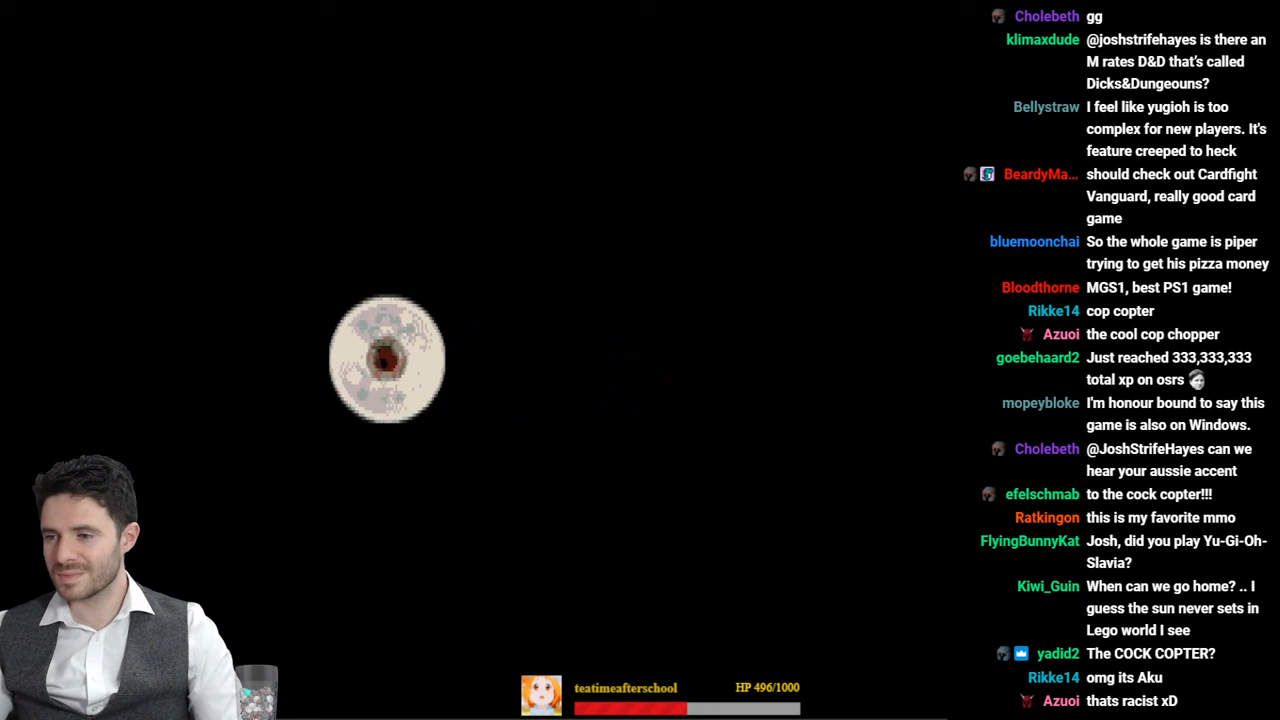 Cholebeth gg
klimaxdude @joshstrifehayes is there an
M rates D&D that's called
Dicks&Dungeouns?
Bellystraw I feel like yugioh is too
complex for new players. It's
feature creeped to heck
BeardyMa... should check out Cardfight
Vanguard, really good card
game
bluemoonchai So the whole game is piper
trying to get his pizza money
Bloodthorne MGS1, best PS1 game!
Rikke14 cop copter
Azuoi the cool cop chopper
goebehaard2 Just reached 333,333,333
total xp on osrs
mopeybloke I'm honour bound to say this
game is also on Windows.
Cholebeth @JoshStrifeHayes can we
hear your aussie accent
efelschmab to the cock copter!!!
Ratkingon this is my favorite mmo
FlyingBunnyKat Josh, did you play Yu-Gi-Oh-
Slavia?
Kiwi_Guin When can we go home? .. I
guess the sun never sets in
Lego world I see
yadid2 The COCK COPTER?
Rikke14 omg its Aku
Azuoi thats racist xD
teatimeafterschool HP 496/1000